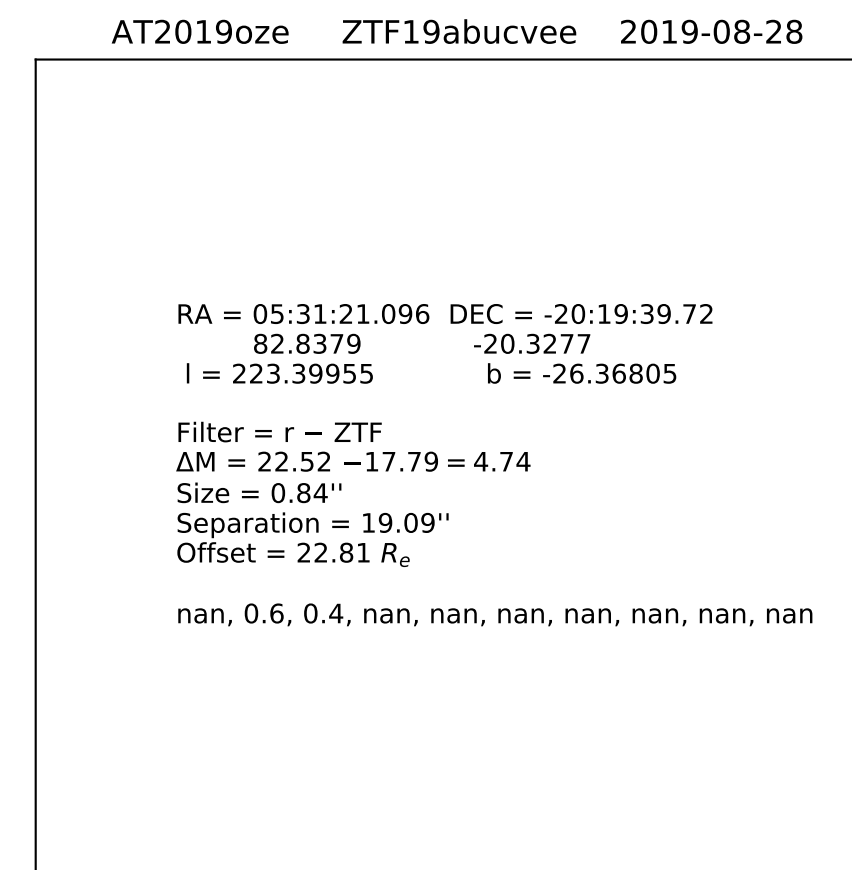 AT2019oze ZTF19abucvee 2019-08-28
RA = 05:31:21.096 DEC = -20:19:39.72
82.8379 -20.3277
l = 223.39955 b = -26.36805
Filter = r − ZTF
ΔM = 22.52 −17.79 = 4.74
Size = 0.84''
Separation = 19.09''
Offset = 22.81 Rₑ
nan, 0.6, 0.4, nan, nan, nan, nan, nan, nan, nan